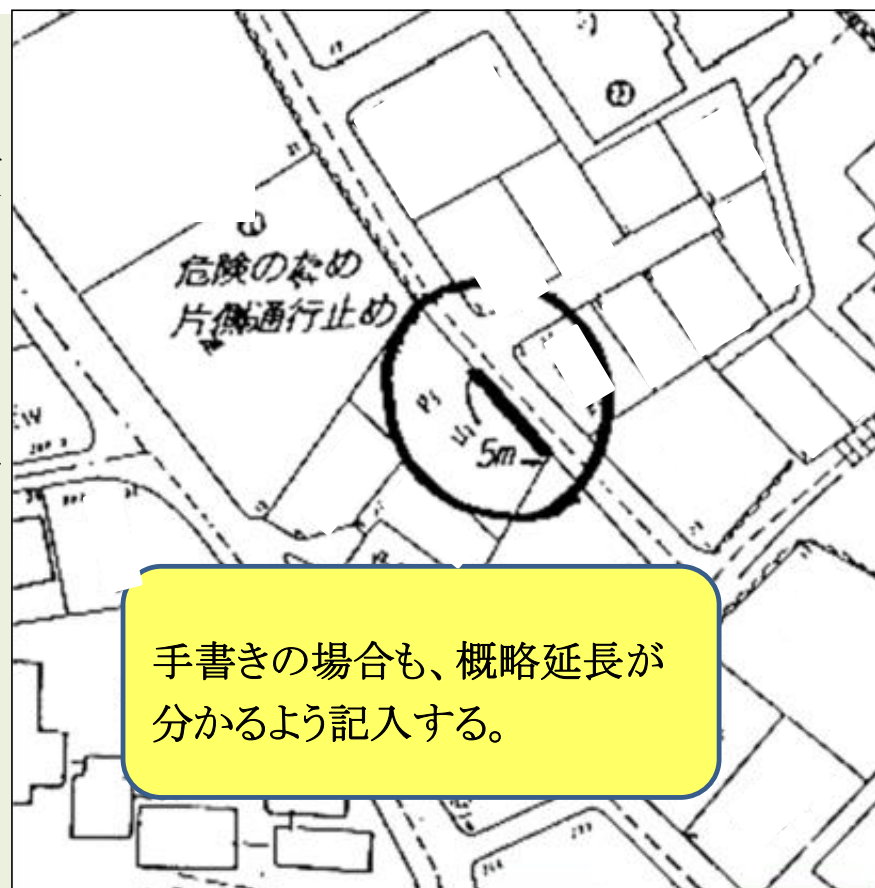 危険のため
片側通行止め
5m
手書きの場合も、概略延長が
分かるよう記入する。